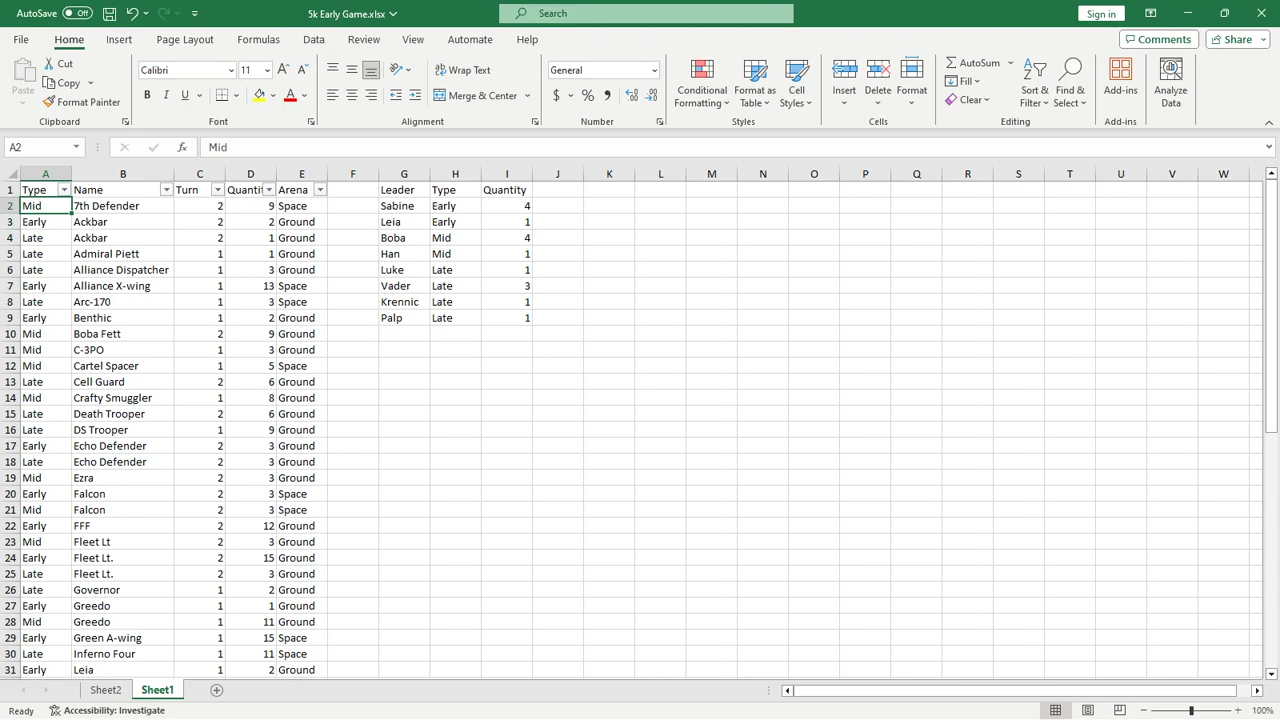 AutoSave Off 5k Early Game.xlsx Search Sign in
File Home Insert Page Layout Formulas Data Review View Automate Help Comments Share
Paste Cut Copy Format Painter Clipboard
Calibri 11 B I U A Font
Wrap Text Merge & Center Alignment
General $ % , Number
Conditional Formatting Format as Table Cell Styles Styles
Insert Delete Format Cells
AutoSum Fill Clear Sort & Filter Find & Select Editing
Add-ins Add-ins
Analyze Data
A2 fx Mid
A B C D E F G H I J K L M N O P Q R S T U V W
1 Type Name Turn Quantit Arena Leader Type Quantity
2 Mid 7th Defender 2 9 Space Sabine Early 4
3 Early Ackbar 2 2 Ground Leia Early 1
4 Late Ackbar 2 1 Ground Boba Mid 4
5 Late Admiral Piett 1 1 Ground Han Mid 1
6 Late Alliance Dispatcher 1 3 Ground Luke Late 1
7 Early Alliance X-wing 1 13 Space Vader Late 3
8 Late Arc-170 1 3 Space Krennic Late 1
9 Early Benthic 1 2 Ground Palp Late 1
10 Mid Boba Fett 2 9 Ground
11 Mid C-3PO 1 3 Ground
12 Mid Cartel Spacer 1 5 Space
13 Late Cell Guard 2 6 Ground
14 Mid Crafty Smuggler 1 8 Ground
15 Late Death Trooper 2 6 Ground
16 Late DS Trooper 1 9 Ground
17 Early Echo Defender 2 3 Ground
18 Late Echo Defender 2 3 Ground
19 Mid Ezra 2 3 Ground
20 Early Falcon 2 3 Space
21 Mid Falcon 2 3 Space
22 Early FFF 2 12 Ground
23 Mid Fleet Lt 2 3 Ground
24 Early Fleet Lt. 2 15 Ground
25 Late Fleet Lt. 2 3 Ground
26 Late Governor 1 2 Ground
27 Early Greedo 1 1 Ground
28 Mid Greedo 1 11 Ground
29 Early Green A-wing 1 15 Space
30 Late Inferno Four 1 11 Space
31 Early Leia 1 2 Ground
Sheet2 Sheet1
Ready Accessibility: Investigate 100%